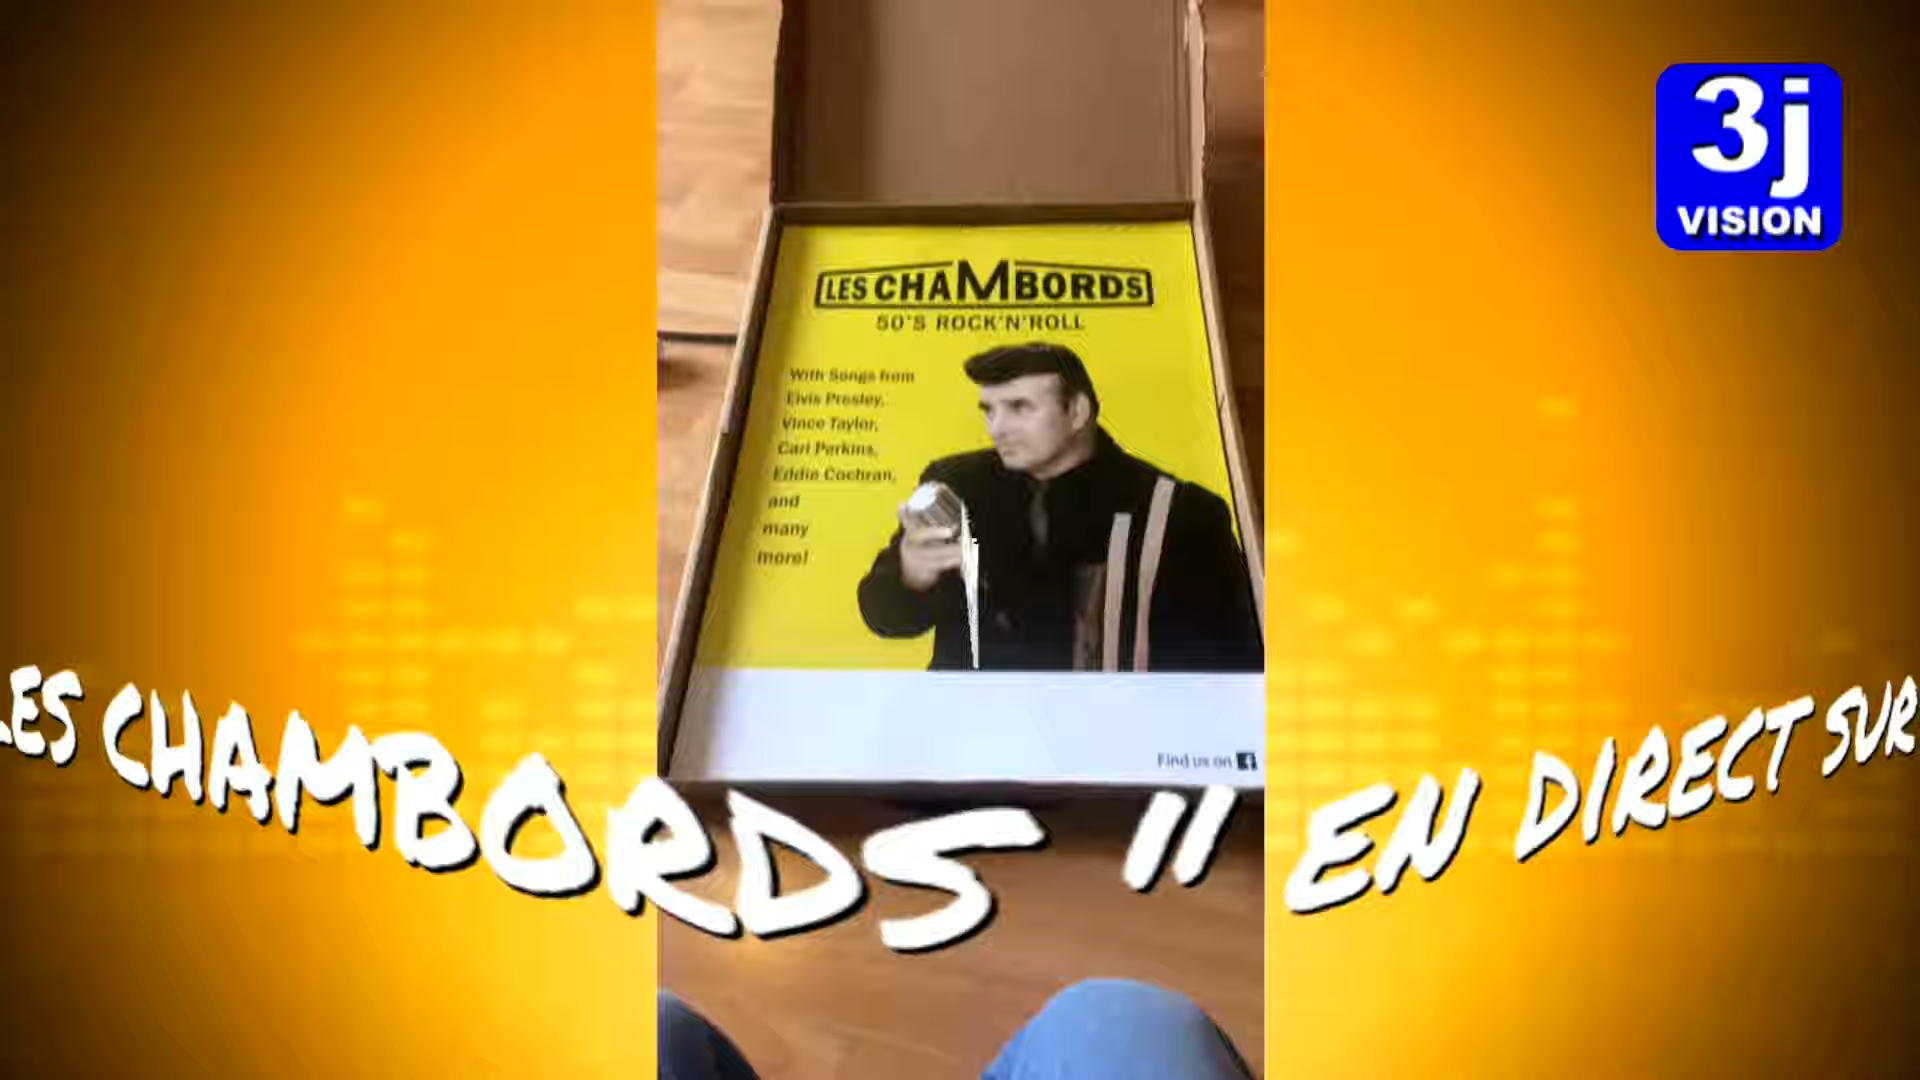 3j
VISION
LES CHAMBORDS
50'S ROCK'N'ROLL
With Songs from
Elvis Presley,
Vince Taylor,
Carl Perkins,
Eddie Cochran,
and
many
more!
Find us on
LES CHAMBORDS " EN DIRECT SUR